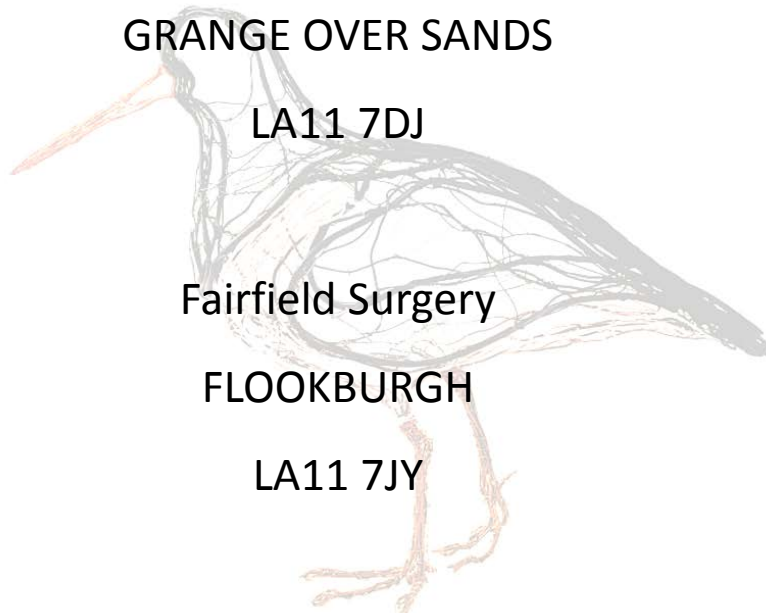 GRANGE OVER SANDS
LA11 7DJ
Fairfield Surgery
FLOOKBURGH
LA11 7JY